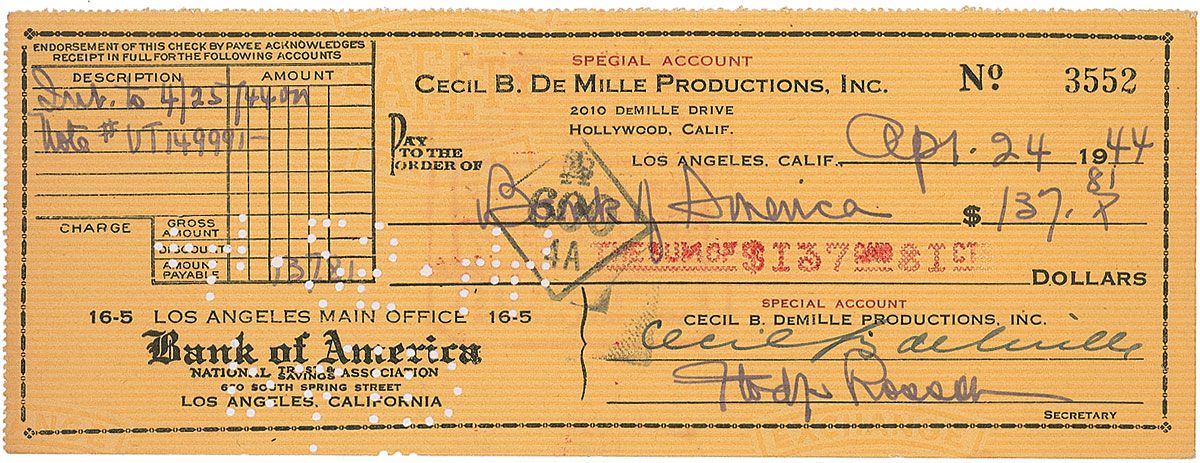 ENDORSEMENT OF THIS CHECK BY PAYEE ACKNOWLEDGES
RECEIPT IN FULL FOR THE FOLLOWING ACCOUNTS
DESCRIPTION AMOUNT
Int. to 4/25/44 on
Note # VT149991-
CHARGE
GROSS
AMOUNT
DISCOUNT
AMOUNT
PAYABLE 137 81
SPECIAL ACCOUNT
CECIL B. DE MILLE PRODUCTIONS, INC.
2010 DEMILLE DRIVE
HOLLYWOOD, CALIF.
No. 3552
LOS ANGELES, CALIF. Apr. 24 1944
PAY
TO THE
ORDER OF Bank of America $ 137.81
600
THE SUM OF $137 AND 81 CTS
DOLLARS
16-5 LOS ANGELES MAIN OFFICE 16-5
Bank of America
NATIONAL TRUST & SAVINGS ASSOCIATION
650 SOUTH SPRING STREET
LOS ANGELES, CALIFORNIA
SPECIAL ACCOUNT
CECIL B. DEMILLE PRODUCTIONS, INC.
Cecil B. deMille
SECRETARY